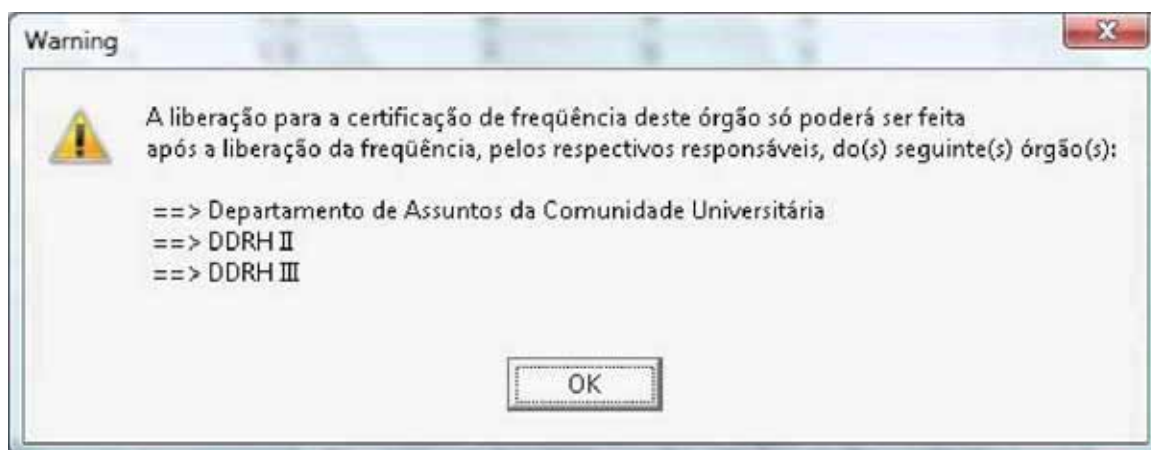 Warning
A liberação para a certificação de freqüência deste órgão só poderá ser feita
após a liberação da freqüência, pelos respectivos responsáveis, do(s) seguinte(s) órgão(s):
==> Departamento de Assuntos da Comunidade Universitária
==> DDRH II
==> DDRH III
OK